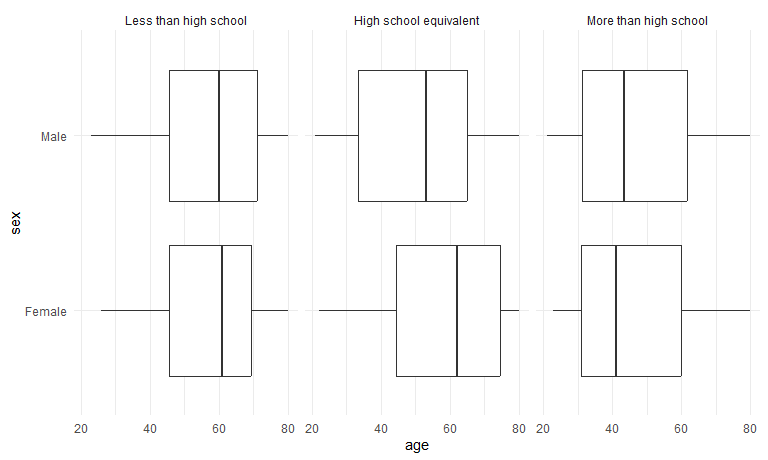 Less than high school High school equivalent More than high school
Male
sex
Female
20 40 60 80 20 40 60 80 20 40 60 80
age